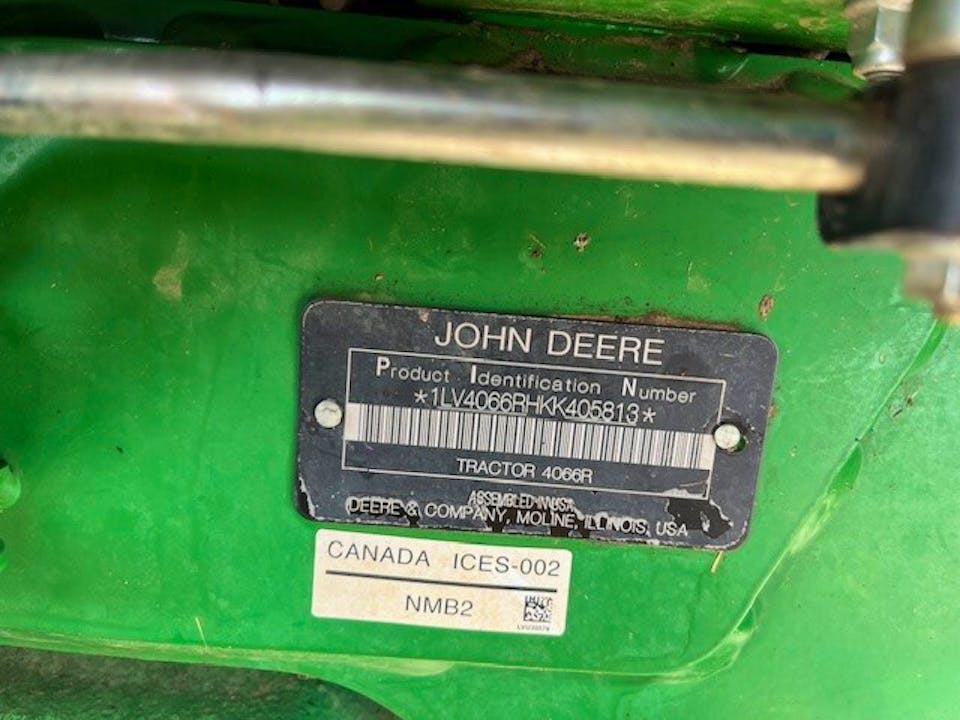 JOHN DEERE
Product Identification Number
*1LV4066RHKK405813*
TRACTOR 4066R
ASSEMBLED IN USA
DEERE & COMPANY, MOLINE, ILLINOIS, USA
CANADA ICES-002
NMB2